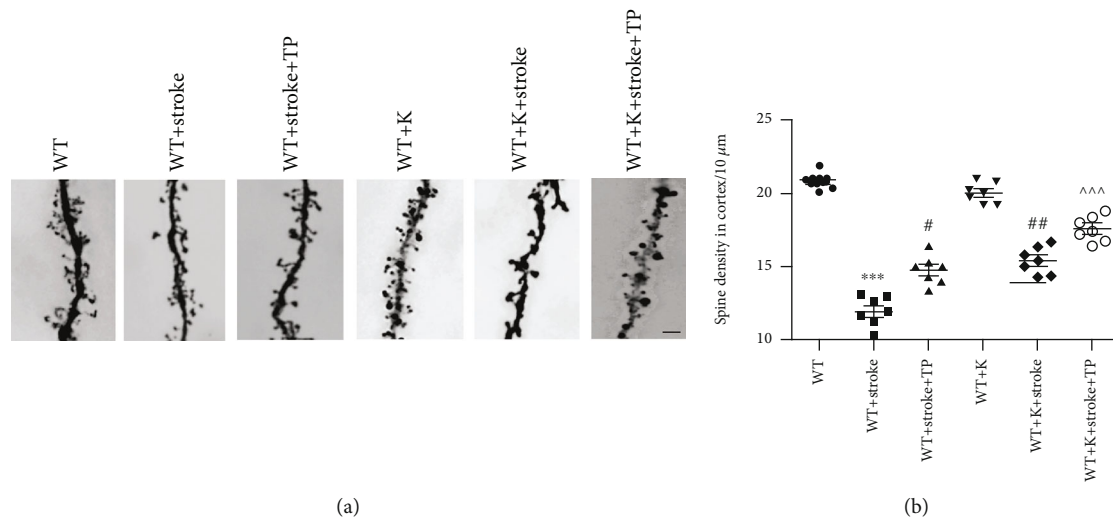 (a)
WT
WT+stroke
WT+stroke+TP
WT+K
WT+K+stroke
WT+K+stroke+TP
Spine density in cortex/10 μm
25
20
15
10
***
#
##
^^^
WT
WT+stroke
WT+stroke+TP
WT+K
WT+K+stroke
WT+K+stroke+TP
(b)